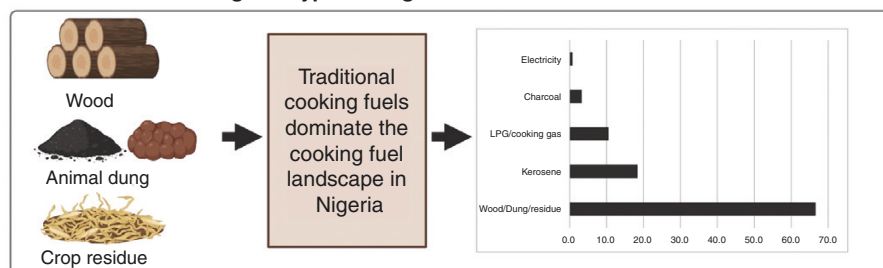 Wood
Animal dung
Crop residue
Traditional
cooking fuels
dominate the
cooking fuel
landscape in
Nigeria
Electricity
Charcoal
LPG/cooking gas
Kerosene
Wood/Dung/residue
0.0 10.0 20.0 30.0 40.0 50.0 60.0 70.0